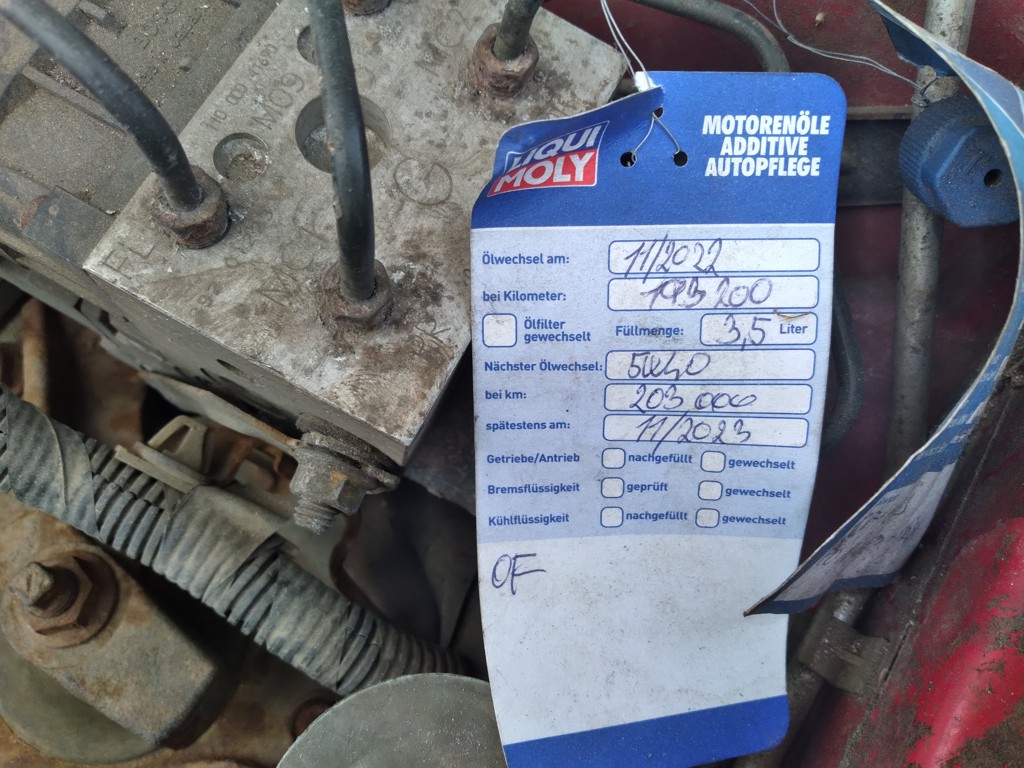 LIQUI
MOLY
MOTORENÖLE
ADDITIVE
AUTOPFLEGE
Ölwechsel am: 11/2022
bei Kilometer: 193 200
Ölfilter
gewechselt
Füllmenge: 3,5 Liter
Nächster Ölwechsel: 5W40
bei km: 203 000
spätestens am: 11/2023
Getriebe/Antrieb nachgefüllt gewechselt
Bremsflüssigkeit geprüft gewechselt
Kühlflüssigkeit nachgefüllt gewechselt
OF
FL
G